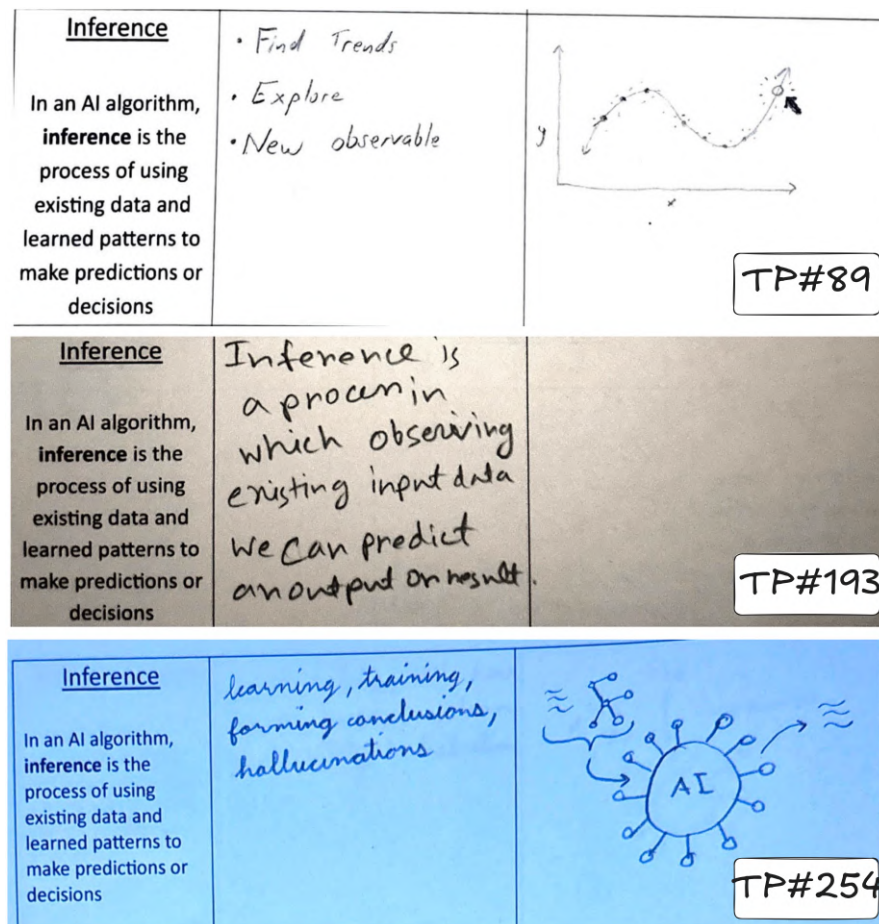 Inference
In an AI algorithm,
inference is the
process of using
existing data and
learned patterns to
make predictions or
decisions
• Find Trends
• Explore
• New observable
y
x
TP#89
Inference
In an AI algorithm,
inference is the
process of using
existing data and
learned patterns to
make predictions or
decisions
Inference is
a process in
which observing
existing input data
we can predict
an output or result.
TP#193
Inference
In an AI algorithm,
inference is the
process of using
existing data and
learned patterns to
make predictions or
decisions
learning, training,
forming conclusions,
hallucinations
AI
TP#254